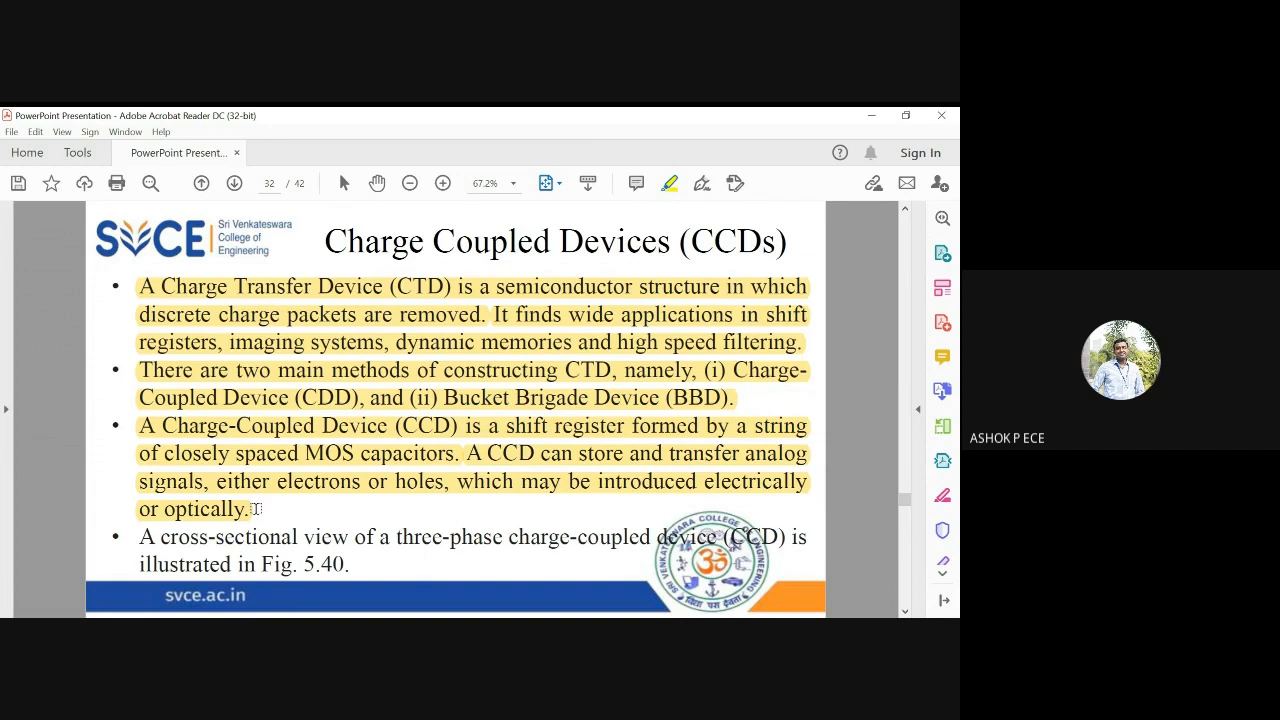 PowerPoint Presentation - Adobe Acrobat Reader DC (32-bit)
File Edit View Sign Window Help
Home Tools PowerPoint Present... × Sign In
32 / 42 67.2%
SVCE Sri Venkateswara
College of
Engineering
Charge Coupled Devices (CCDs)
• A Charge Transfer Device (CTD) is a semiconductor structure in which
discrete charge packets are removed. It finds wide applications in shift
registers, imaging systems, dynamic memories and high speed filtering.
• There are two main methods of constructing CTD, namely, (i) Charge-
Coupled Device (CDD), and (ii) Bucket Brigade Device (BBD).
• A Charge-Coupled Device (CCD) is a shift register formed by a string
of closely spaced MOS capacitors. A CCD can store and transfer analog
signals, either electrons or holes, which may be introduced electrically
or optically.
• A cross-sectional view of a three-phase charge-coupled device (CCD) is
illustrated in Fig. 5.40.
svce.ac.in
SRI VENKATESWARA COLLEGE OF ENGINEERING
ॐ
ASHOK P ECE